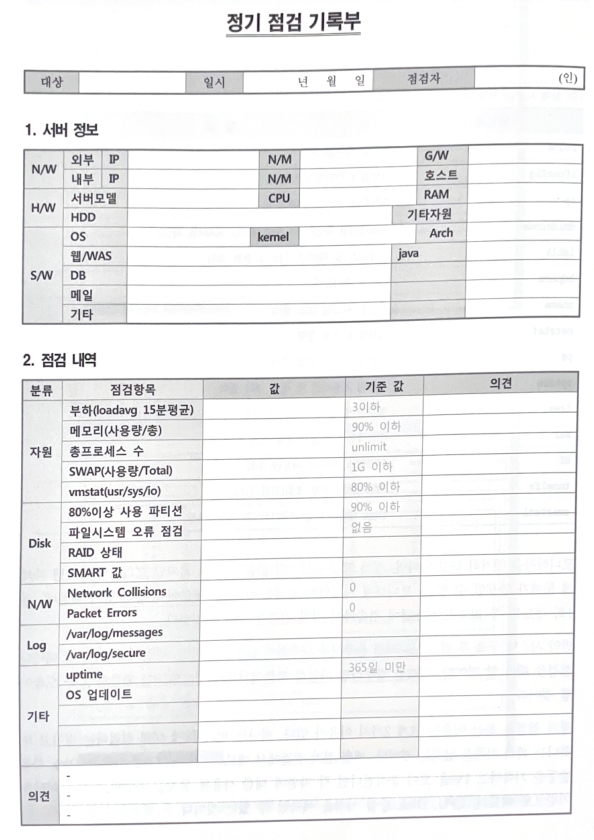 정기 점검 기록부
대상 일시 년 월 일 점검자 (인)
1. 서버 정보
N/W 외부 IP N/M G/W
내부 IP N/M 호스트
H/W 서버모델 CPU RAM
HDD 기타자원
S/W OS kernel Arch
웹/WAS java
DB
메일
기타
2. 점검 내역
분류 점검항목 값 기준 값 의견
자원 부하(loadavg 15분평균) 3이하
메모리(사용량/총) 90% 이하
총프로세스 수 unlimit
SWAP(사용량/Total) 1G 이하
vmstat(usr/sys/io) 80% 이하
Disk 80%이상 사용 파티션 90% 이하
파일시스템 오류 점검 없음
RAID 상태
SMART 값
N/W Network Collisions 0
Packet Errors 0
Log /var/log/messages
/var/log/secure
기타 uptime 365일 미만
OS 업데이트
의견 -
-
-